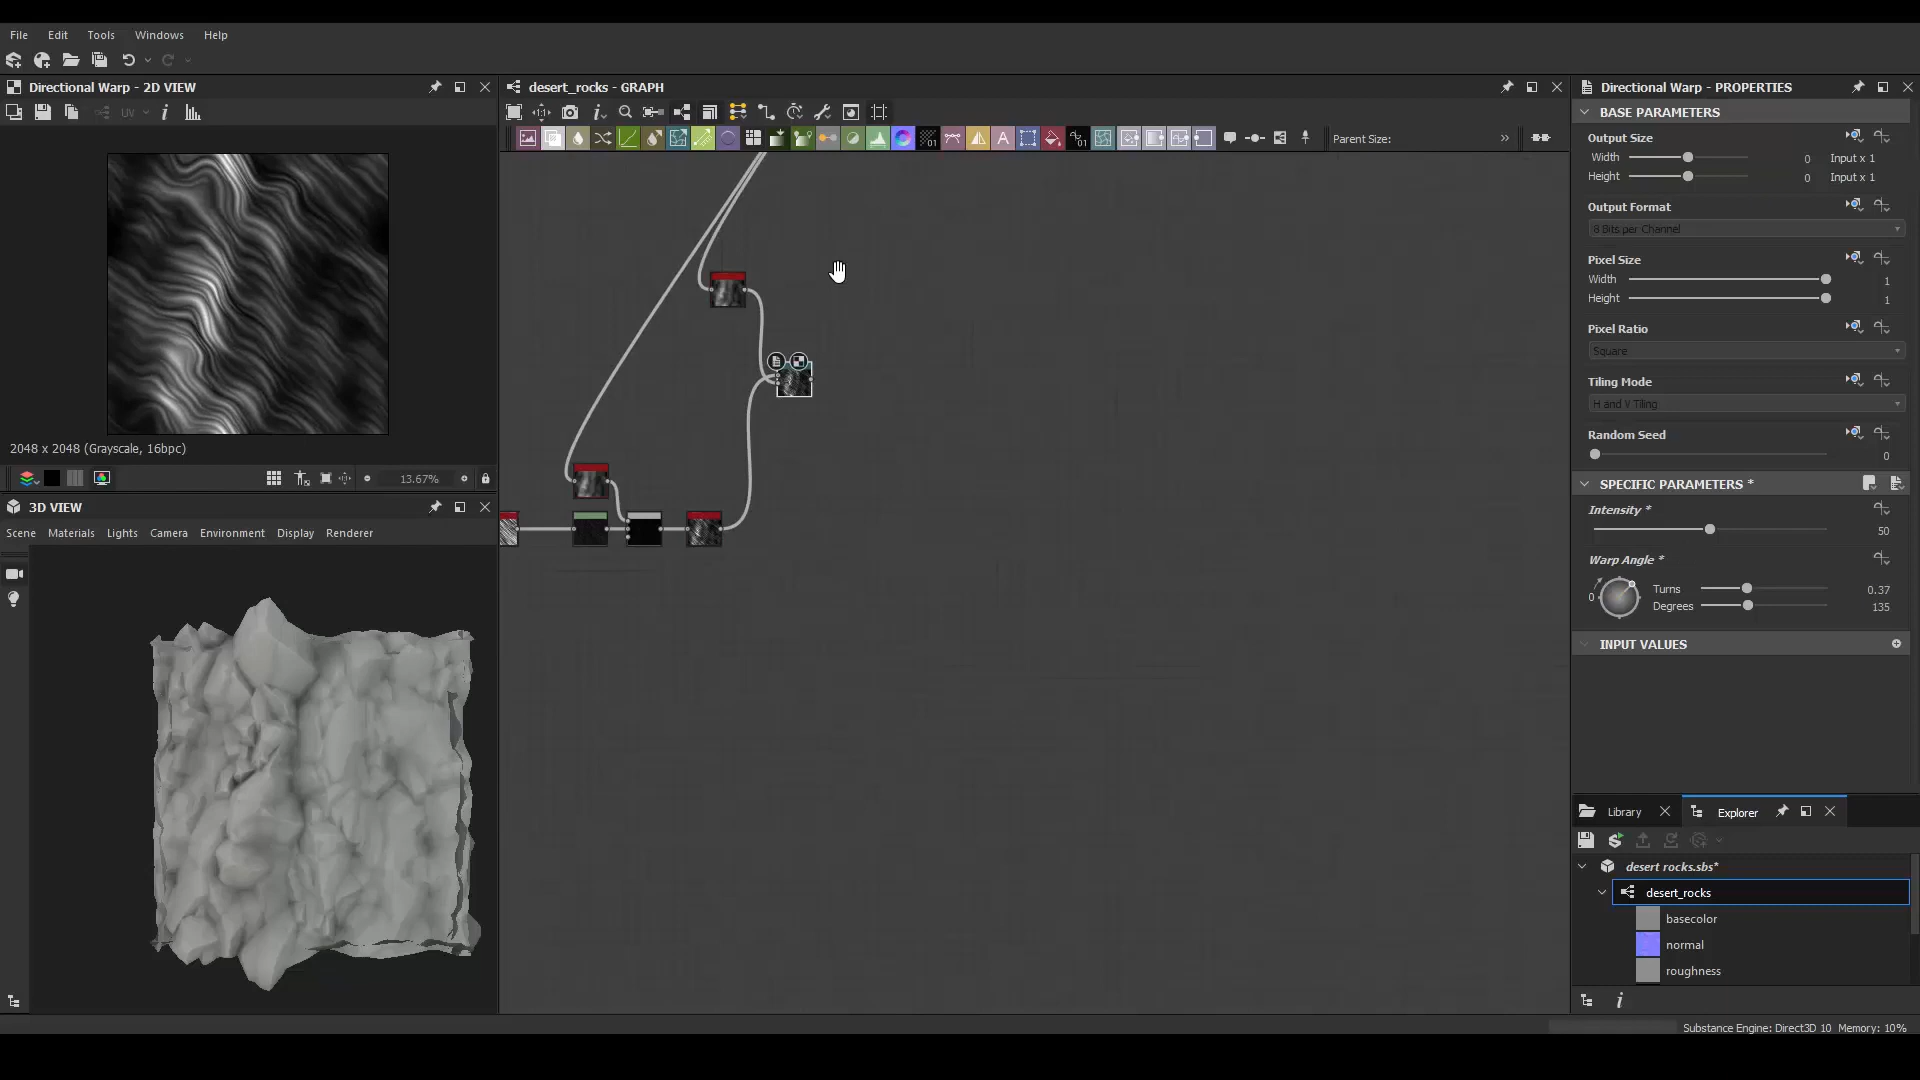 File Edit Tools Windows Help
Directional Warp - 2D VIEW
UV
2048 x 2048 (Grayscale, 16bpc)
13.67%
3D VIEW
Scene Materials Lights Camera Environment Renderer
desert_rocks - GRAPH
Parent Size:
Directional Warp - PROPERTIES
BASE PARAMETERS
Output Size
Width 0 Input x 1
Height 0 Input x 1
Output Format
8 Bits per Channel
Pixel Size
Width 1
Height 1
Pixel Ratio
Square
Tiling Mode
H and V Tiling
Random Seed
0
SPECIFIC PARAMETERS *
Intensity *
50
Warp Angle *
0 Turns 0.37
Degrees 135
INPUT VALUES
Library Explorer
desert rocks.sbs*
desert_rocks
basecolor
normal
roughness
Substance Engine: Direct3D 10 Memory: 10%